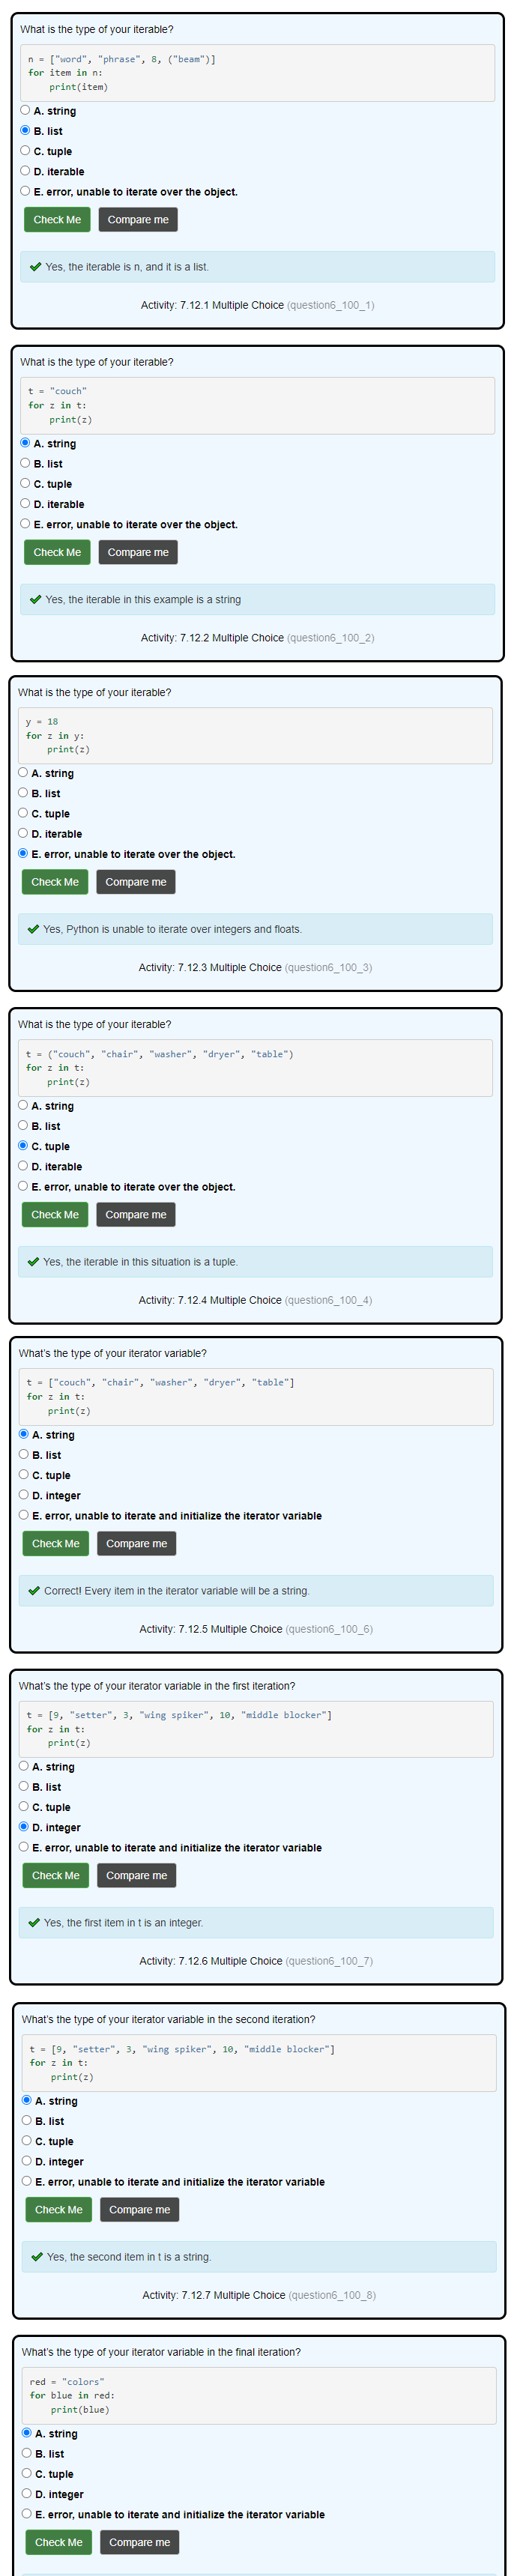 What is the type of your iterable?
n = ["word", "phrase", 8, ("beam")]
for item in n:
    print(item)
A. string
B. list
C. tuple
D. iterable
E. error, unable to iterate over the object.
Check Me Compare me
Yes, the iterable is n, and it is a list.
Activity: 7.12.1 Multiple Choice (question6_100_1)
What is the type of your iterable?
t = "couch"
for z in t:
    print(z)
A. string
B. list
C. tuple
D. iterable
E. error, unable to iterate over the object.
Check Me Compare me
Yes, the iterable in this example is a string
Activity: 7.12.2 Multiple Choice (question6_100_2)
What is the type of your iterable?
y = 18
for z in y:
    print(z)
A. string
B. list
C. tuple
D. iterable
E. error, unable to iterate over the object.
Check Me Compare me
Yes, Python is unable to iterate over integers and floats.
Activity: 7.12.3 Multiple Choice (question6_100_3)
What is the type of your iterable?
t = ("couch", "chair", "washer", "dryer", "table")
for z in t:
    print(z)
A. string
B. list
C. tuple
D. iterable
E. error, unable to iterate over the object.
Check Me Compare me
Yes, the iterable in this situation is a tuple.
Activity: 7.12.4 Multiple Choice (question6_100_4)
What's the type of your iterator variable?
t = ["couch", "chair", "washer", "dryer", "table"]
for z in t:
    print(z)
A. string
B. list
C. tuple
D. integer
E. error, unable to iterate and initialize the iterator variable
Check Me Compare me
Correct! Every item in the iterator variable will be a string.
Activity: 7.12.5 Multiple Choice (question6_100_6)
What's the type of your iterator variable in the first iteration?
t = [9, "setter", 3, "wing spiker", 10, "middle blocker"]
for z in t:
    print(z)
A. string
B. list
C. tuple
D. integer
E. error, unable to iterate and initialize the iterator variable
Check Me Compare me
Yes, the first item in t is an integer.
Activity: 7.12.6 Multiple Choice (question6_100_7)
What's the type of your iterator variable in the second iteration?
t = [9, "setter", 3, "wing spiker", 10, "middle blocker"]
for z in t:
    print(z)
A. string
B. list
C. tuple
D. integer
E. error, unable to iterate and initialize the iterator variable
Check Me Compare me
Yes, the second item in t is a string.
Activity: 7.12.7 Multiple Choice (question6_100_8)
What's the type of your iterator variable in the final iteration?
red = "colors"
for blue in red:
    print(blue)
A. string
B. list
C. tuple
D. integer
E. error, unable to iterate and initialize the iterator variable
Check Me Compare me